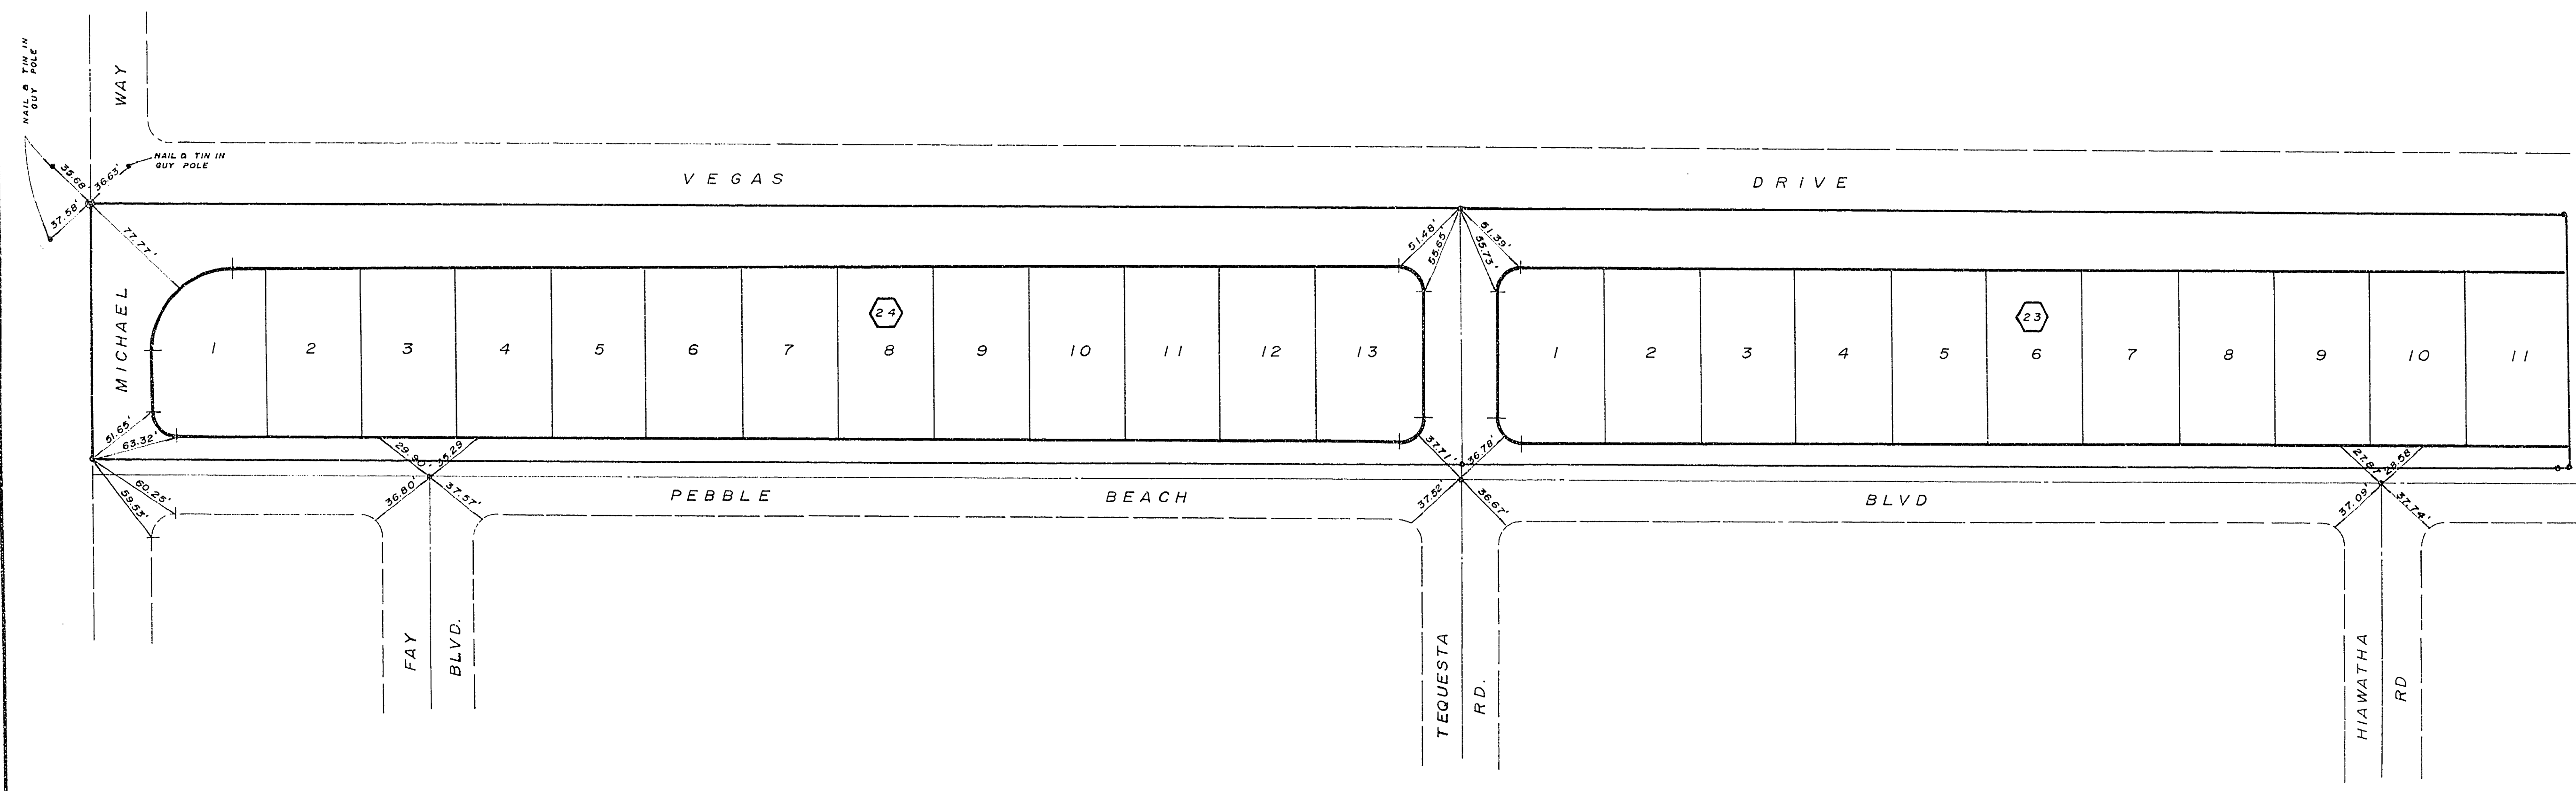 NAIL & TIN IN
GUY POLE
WAY
NAIL & TIN IN
GUY POLE
35.68'
36.63'
37.58'
VEGAS DRIVE
77.77'
51.48'
55.65'
51.39'
55.73'
MICHAEL
24
23
1 2 3 4 5 6 7 8 9 10 11 12 13
1 2 3 4 5 6 7 8 9 10 11
51.65'
63.32'
29.90'
35.29
37.71'
36.78'
27.87'
28.58'
60.25'
59.53'
36.80'
37.57'
PEBBLE BEACH BLVD
37.52'
36.67'
37.09'
37.74'
FAY
BLVD.
TEQUESTA
RD.
HIAWATHA
RD